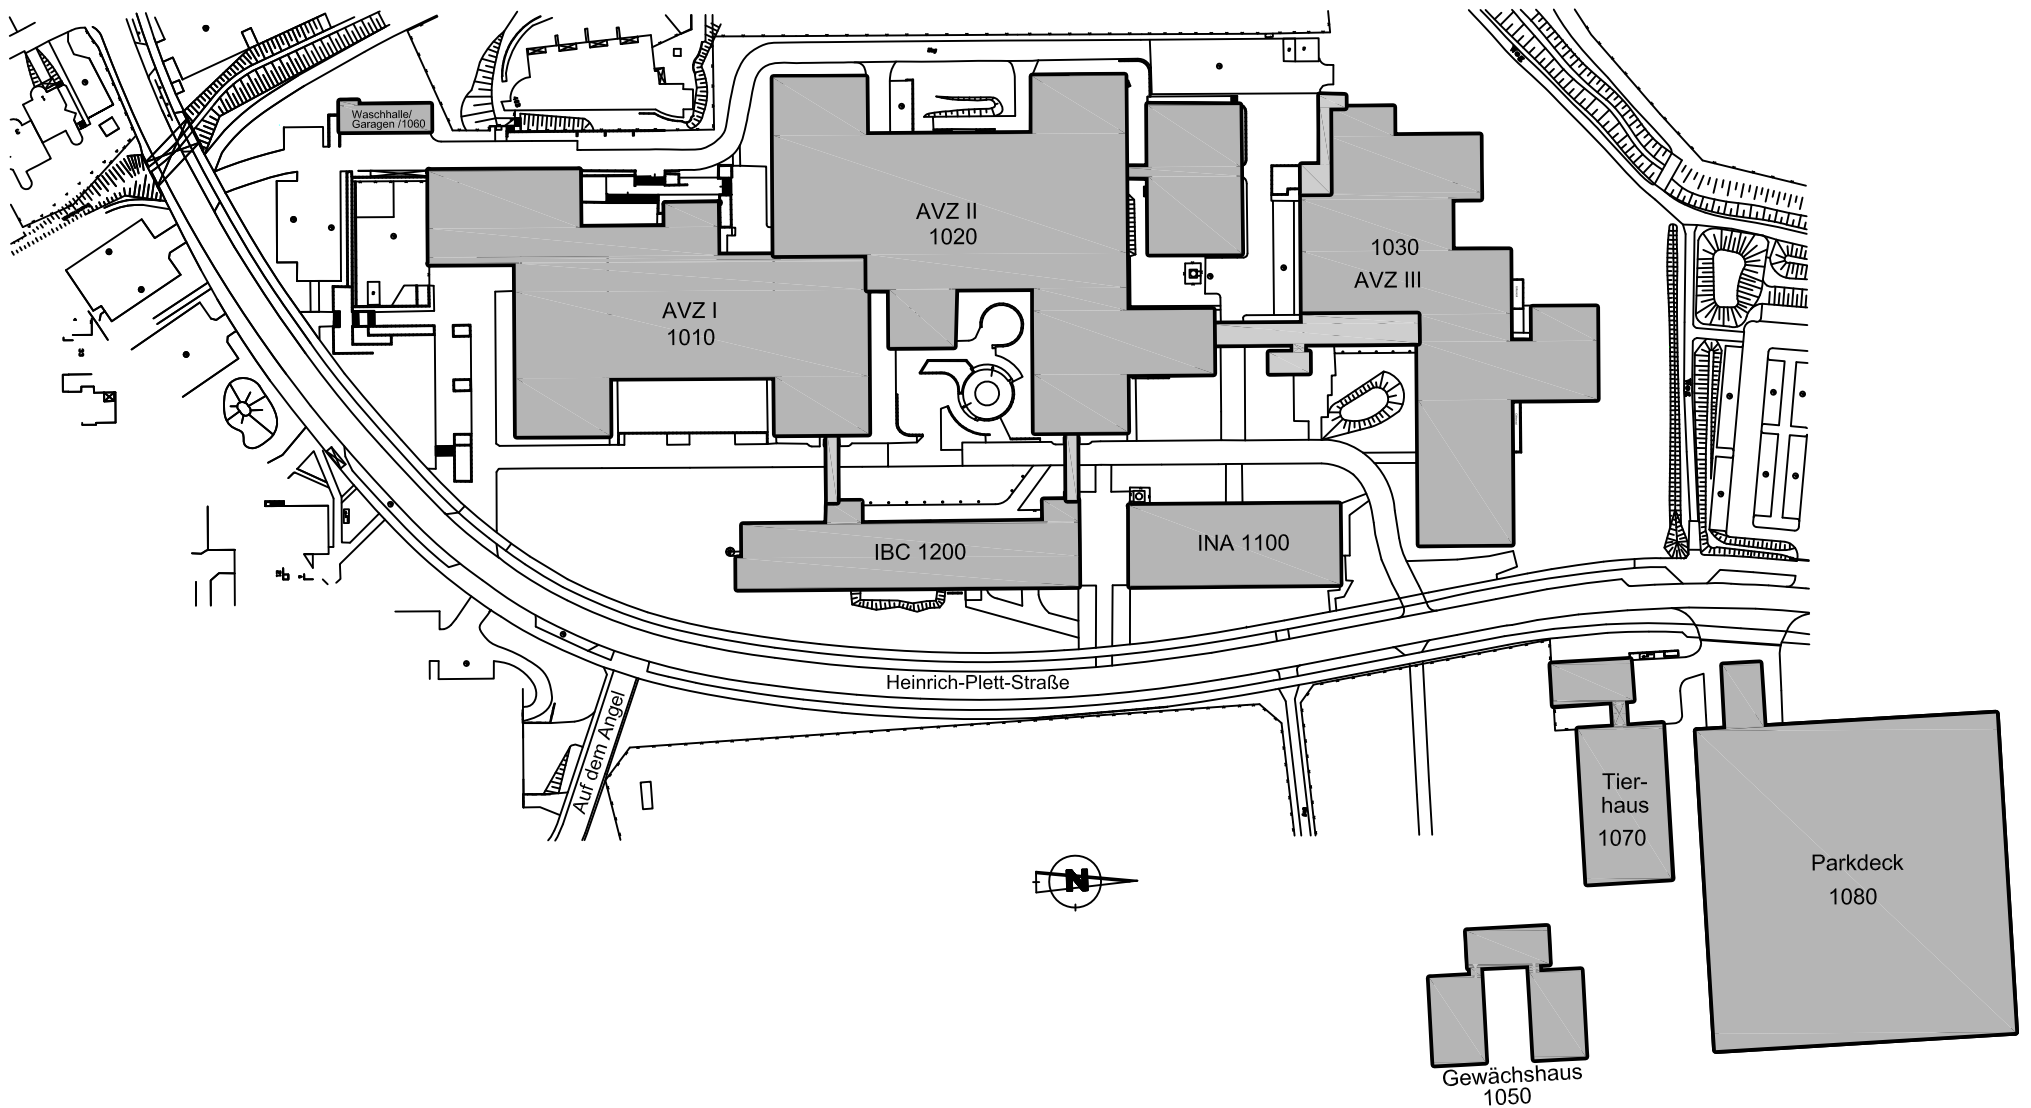 Waschhalle/
Garagen /1060
AVZ II
1020
1030
AVZ III
AVZ I
1010
IBC 1200
INA 1100
Heinrich-Plett-Straße
Auf dem Angel
Tier-
haus
1070
Parkdeck
1080
N
Gewächshaus
1050